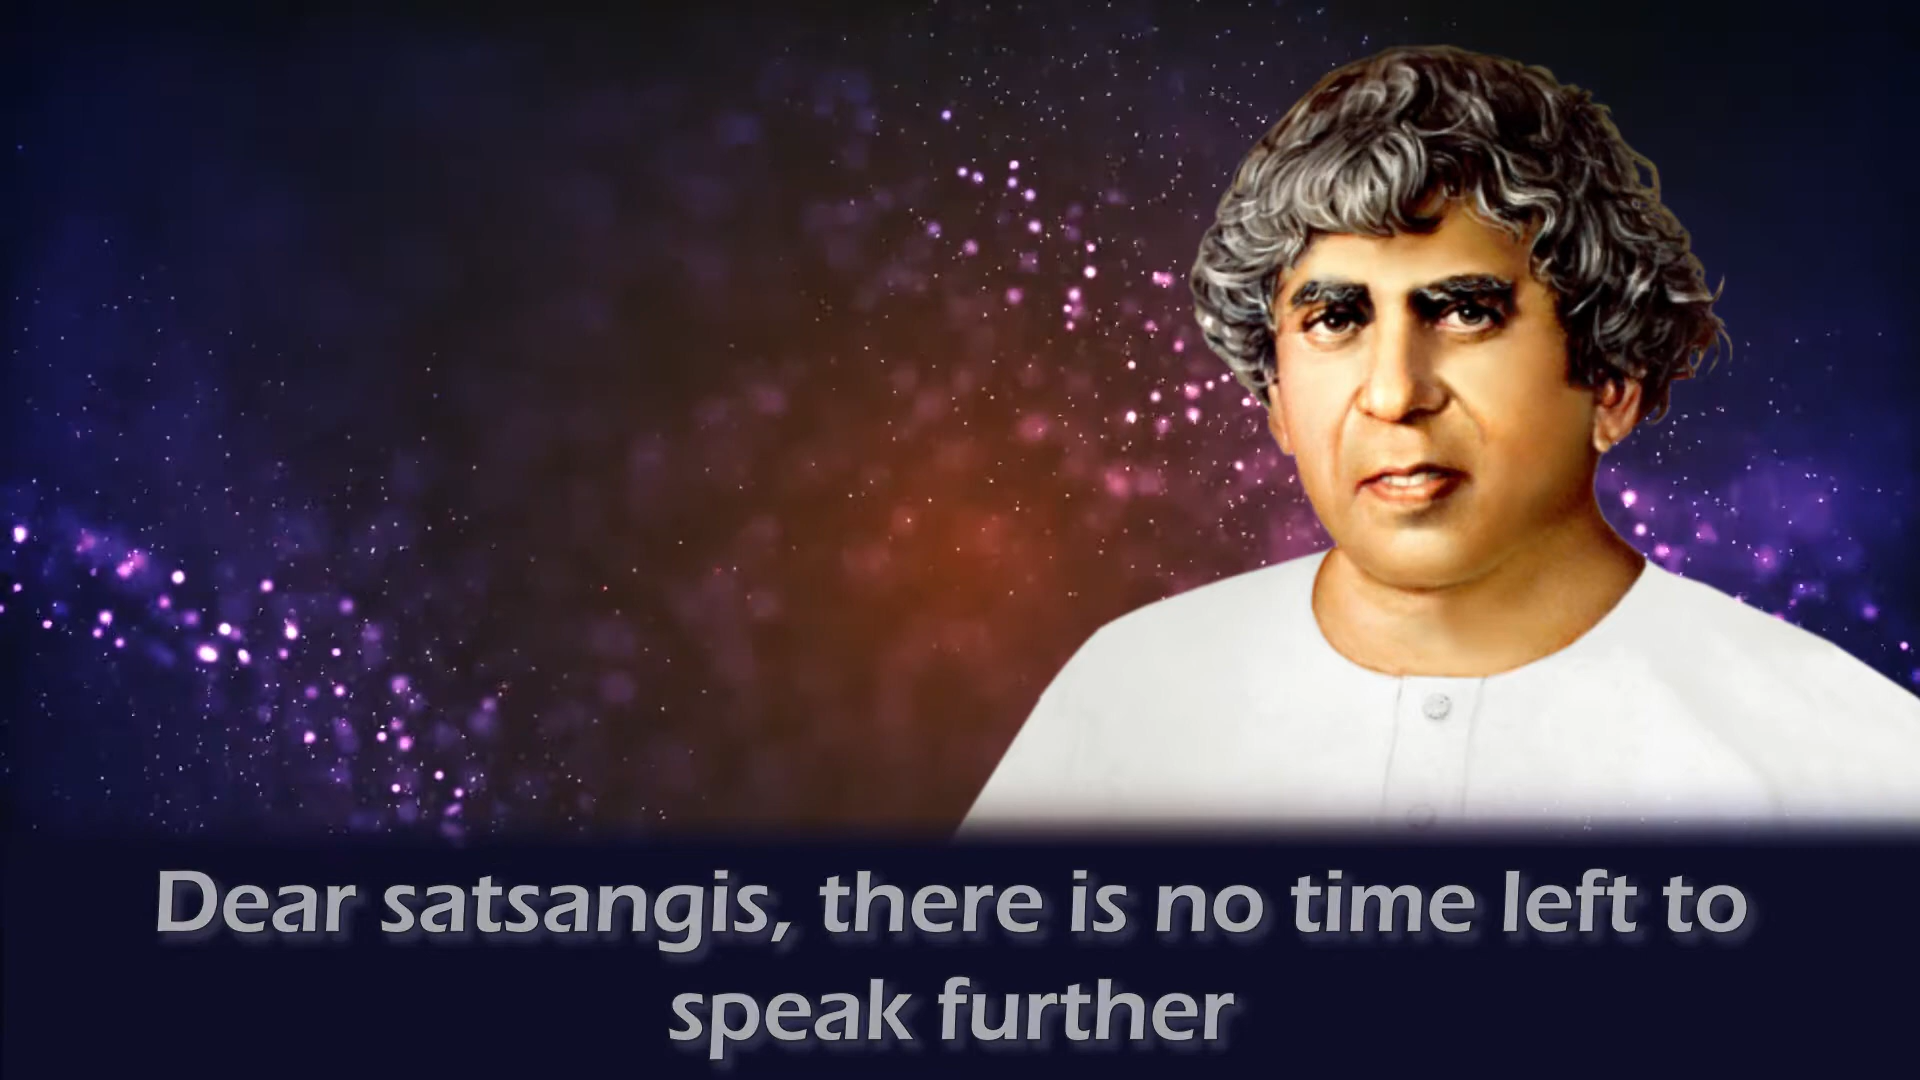 Dear satsangis, there is no time left to
speak further